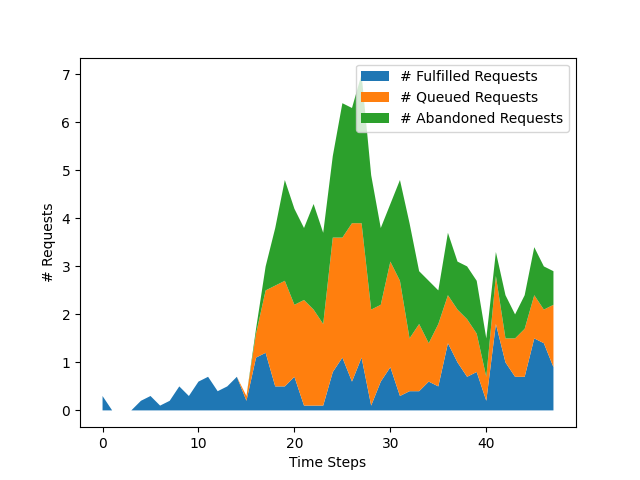 # Fulfilled Requests
# Queued Requests
# Abandoned Requests
7
6
5
4
3
2
1
0
# Requests
0 10 20 30 40
Time Steps